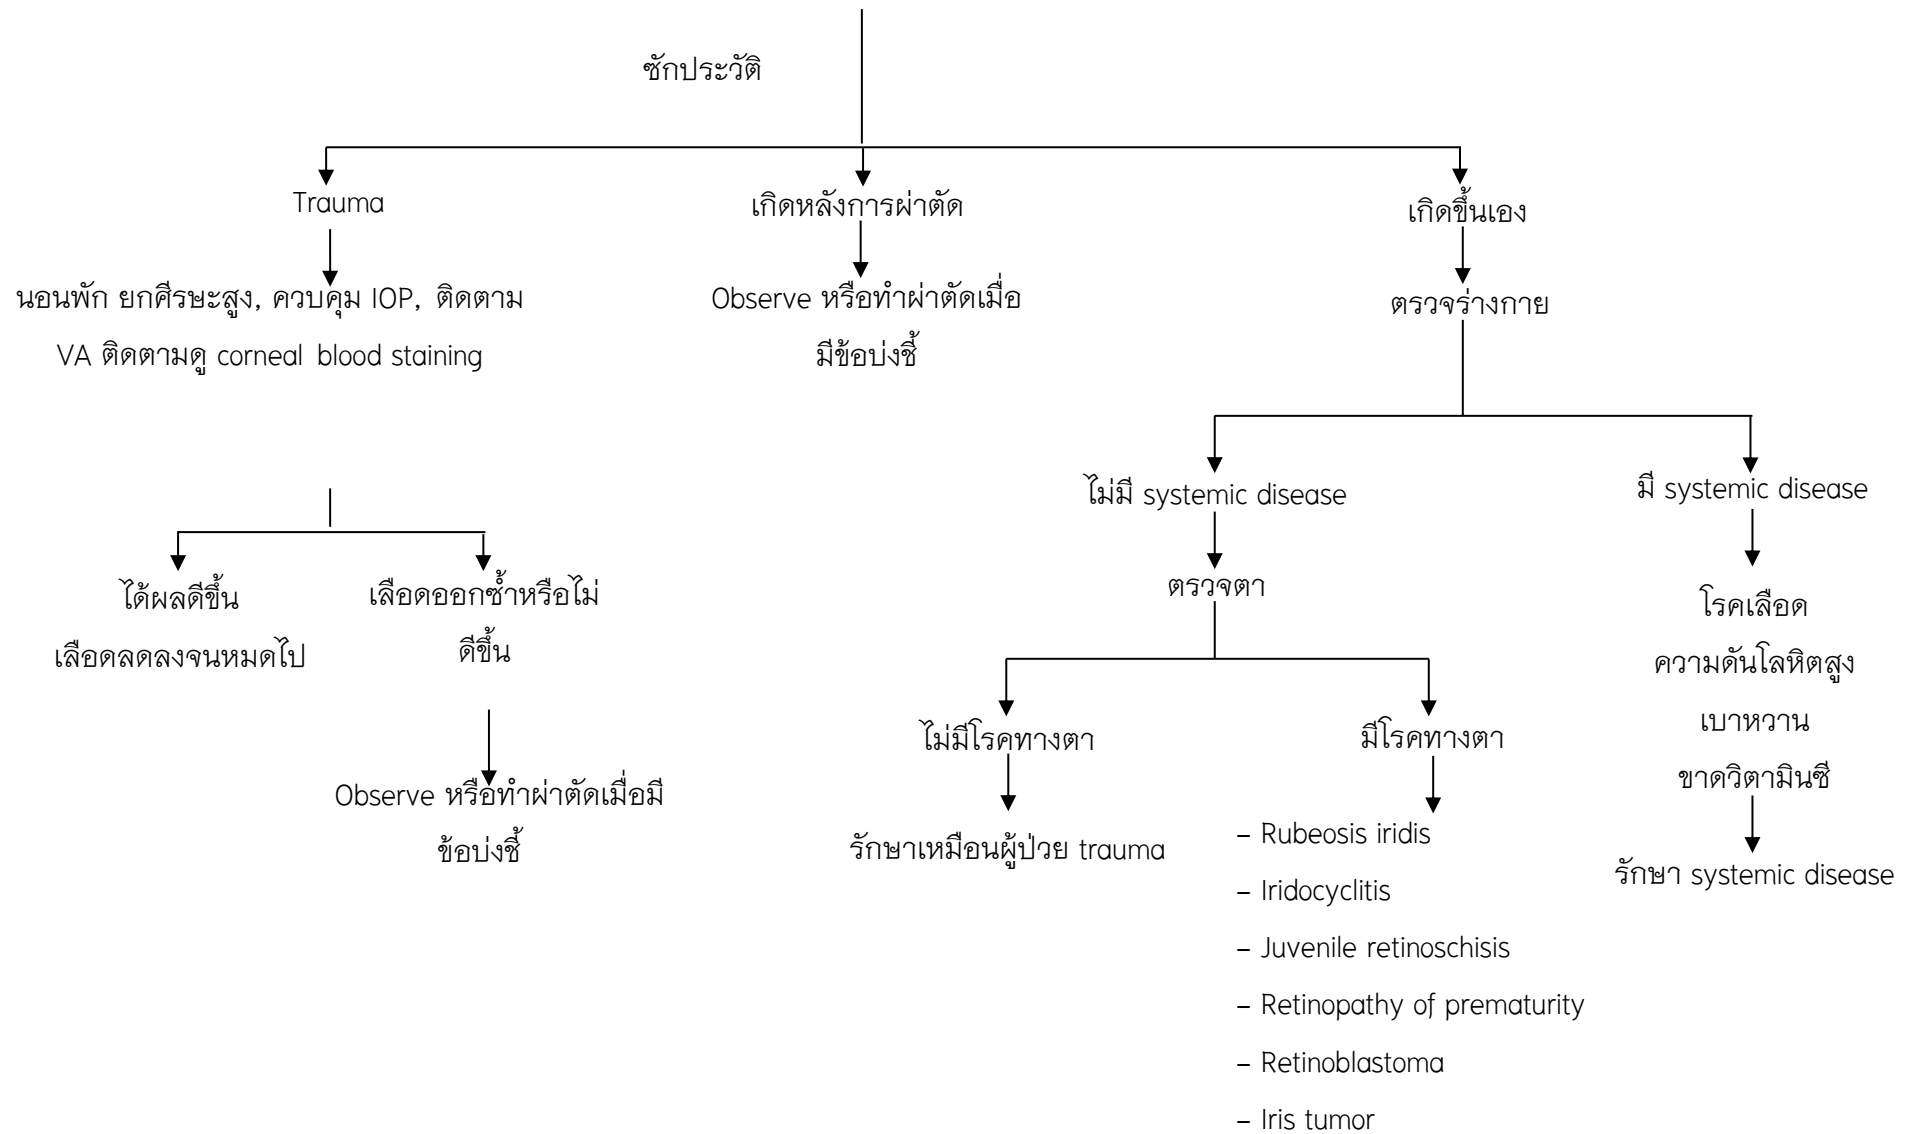 ซักประวัติ
Trauma
นอนพัก ยกศีรษะสูง, ควบคุม IOP, ติดตาม
VA ติดตามดู corneal blood staining
ได้ผลดีขึ้น
เลือดลดลงจนหมดไป
เลือดออกซ้ำหรือไม่
ดีขึ้น
Observe หรือทำผ่าตัดเมื่อมี
ข้อบ่งชี้
เกิดหลังการผ่าตัด
Observe หรือทำผ่าตัดเมื่อ
มีข้อบ่งชี้
เกิดขึ้นเอง
ตรวจร่างกาย
ไม่มี systemic disease
ตรวจตา
ไม่มีโรคทางตา
รักษาเหมือนผู้ป่วย trauma
มีโรคทางตา
– Rubeosis iridis
– Iridocyclitis
– Juvenile retinoschisis
– Retinopathy of prematurity
– Retinoblastoma
– Iris tumor
มี systemic disease
โรคเลือด
ความดันโลหิตสูง
เบาหวาน
ขาดวิตามินซี
รักษา systemic disease